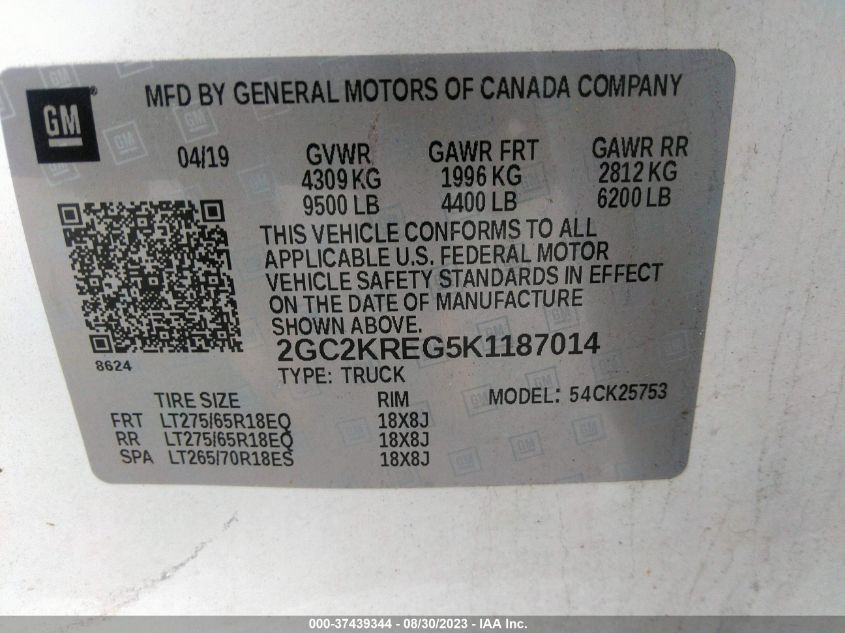 GM ®
MFD BY GENERAL MOTORS OF CANADA COMPANY
04/19 GVWR GAWR FRT GAWR RR
4309 KG 1996 KG 2812 KG
9500 LB 4400 LB 6200 LB
THIS VEHICLE CONFORMS TO ALL
APPLICABLE U.S. FEDERAL MOTOR
VEHICLE SAFETY STANDARDS IN EFFECT
ON THE DATE OF MANUFACTURE
SHOWN ABOVE.
2GC2KREG5K1187014
8624
TYPE: TRUCK
MODEL: 54CK25753
TIRE SIZE RIM
FRT LT275/65R18EQ 18X8J
RR LT275/65R18EQ 18X8J
SPA LT265/70R18ES 18X8J
000-37439344 - 08/30/2023 - IAA Inc.